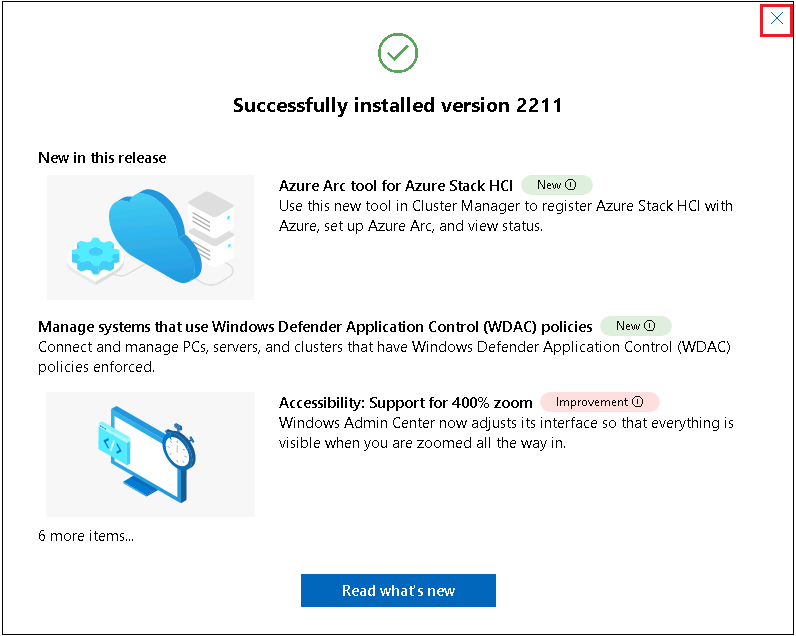 Successfully installed version 2211
New in this release
Azure Arc tool for Azure Stack HCI New
Use this new tool in Cluster Manager to register Azure Stack HCI with
Azure, set up Azure Arc, and view status.
Manage systems that use Windows Defender Application Control (WDAC) policies New
Connect and manage PCs, servers, and clusters that have Windows Defender Application Control (WDAC)
policies enforced.
Accessibility: Support for 400% zoom Improvement
Windows Admin Center now adjusts its interface so that everything is
visible when you are zoomed all the way in.
6 more items...
Read what's new